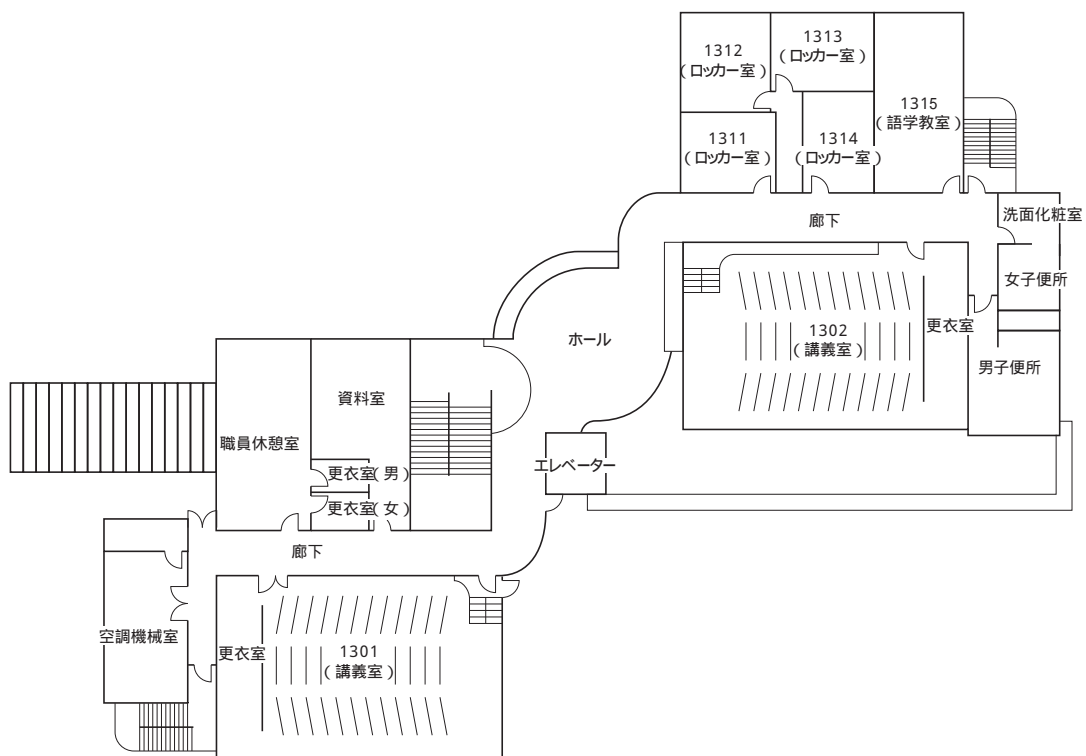 1312
(ロッカー室)
1313
(ロッカー室)
1315
(語学教室)
1311
(ロッカー室)
1314
(ロッカー室)
洗面化粧室
廊下
女子便所
更衣室
1302
(講義室)
ホール
男子便所
資料室
職員休憩室
エレベーター
更衣室(男)
更衣室(女)
廊下
空調機械室
更衣室
1301
(講義室)